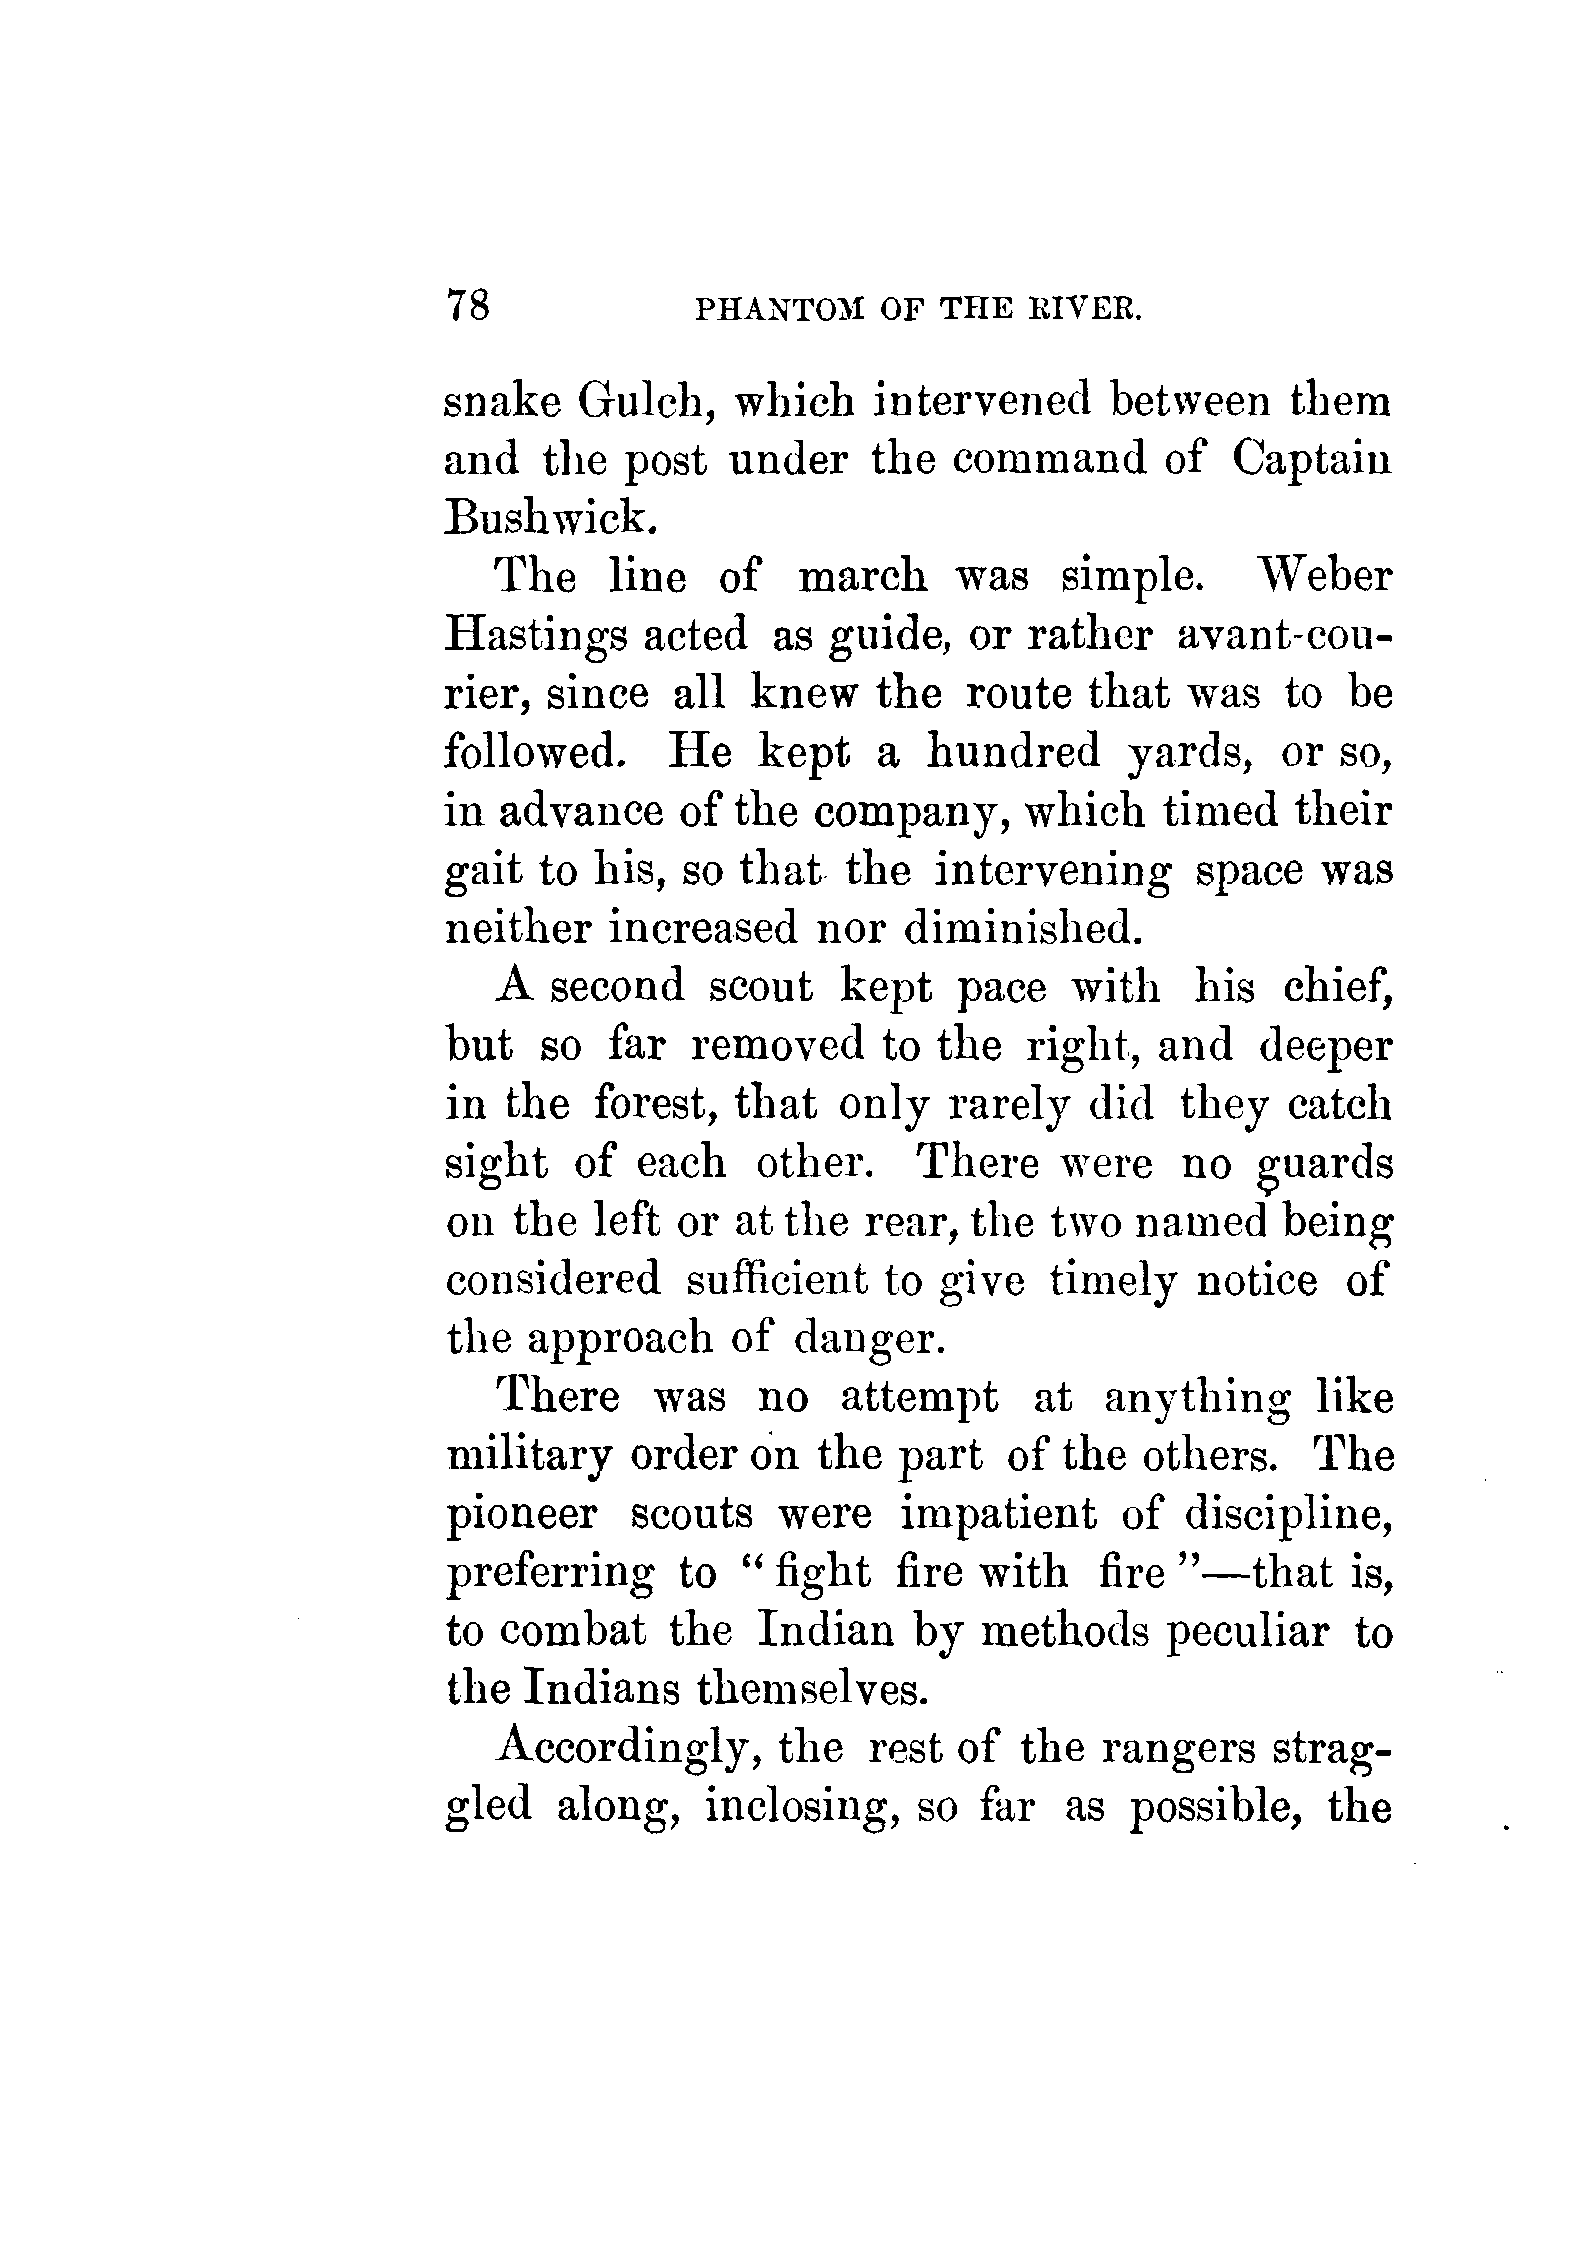 78 PHANTOM OF THE RIVER.
snake Gulch, which intervened between them
and the post under the command of Captain
Bushwick.
The line of march was simple. Weber
Hastings acted as guide, or rather avant-cou-
rier, since all knew the route that was to be
followed. He kept a hundred yards, or so,
in advance of the company, which timed their
gait to his, so that the intervening space was
neither increased nor diminished.
A second scout kept pace with his chief,
but so far removed to the right, and deeper
in the forest, that only rarely did they catch
sight of each other. There were no guards
on the left or at the rear, the two named being
considered sufficient to give timely notice of
the approach of danger.
There was no attempt at anything like
military order on the part of the others. The
pioneer scouts were impatient of discipline,
preferring to “fight fire with fire”—that is,
to combat the Indian by methods peculiar to
the Indians themselves.
Accordingly, the rest of the rangers strag-
gled along, inclosing, so far as possible, the